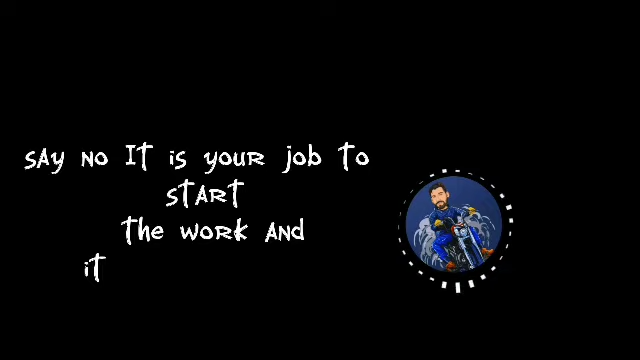 SAY NO IT IS YOUR JOB TO
START
THE WORK AND
IT